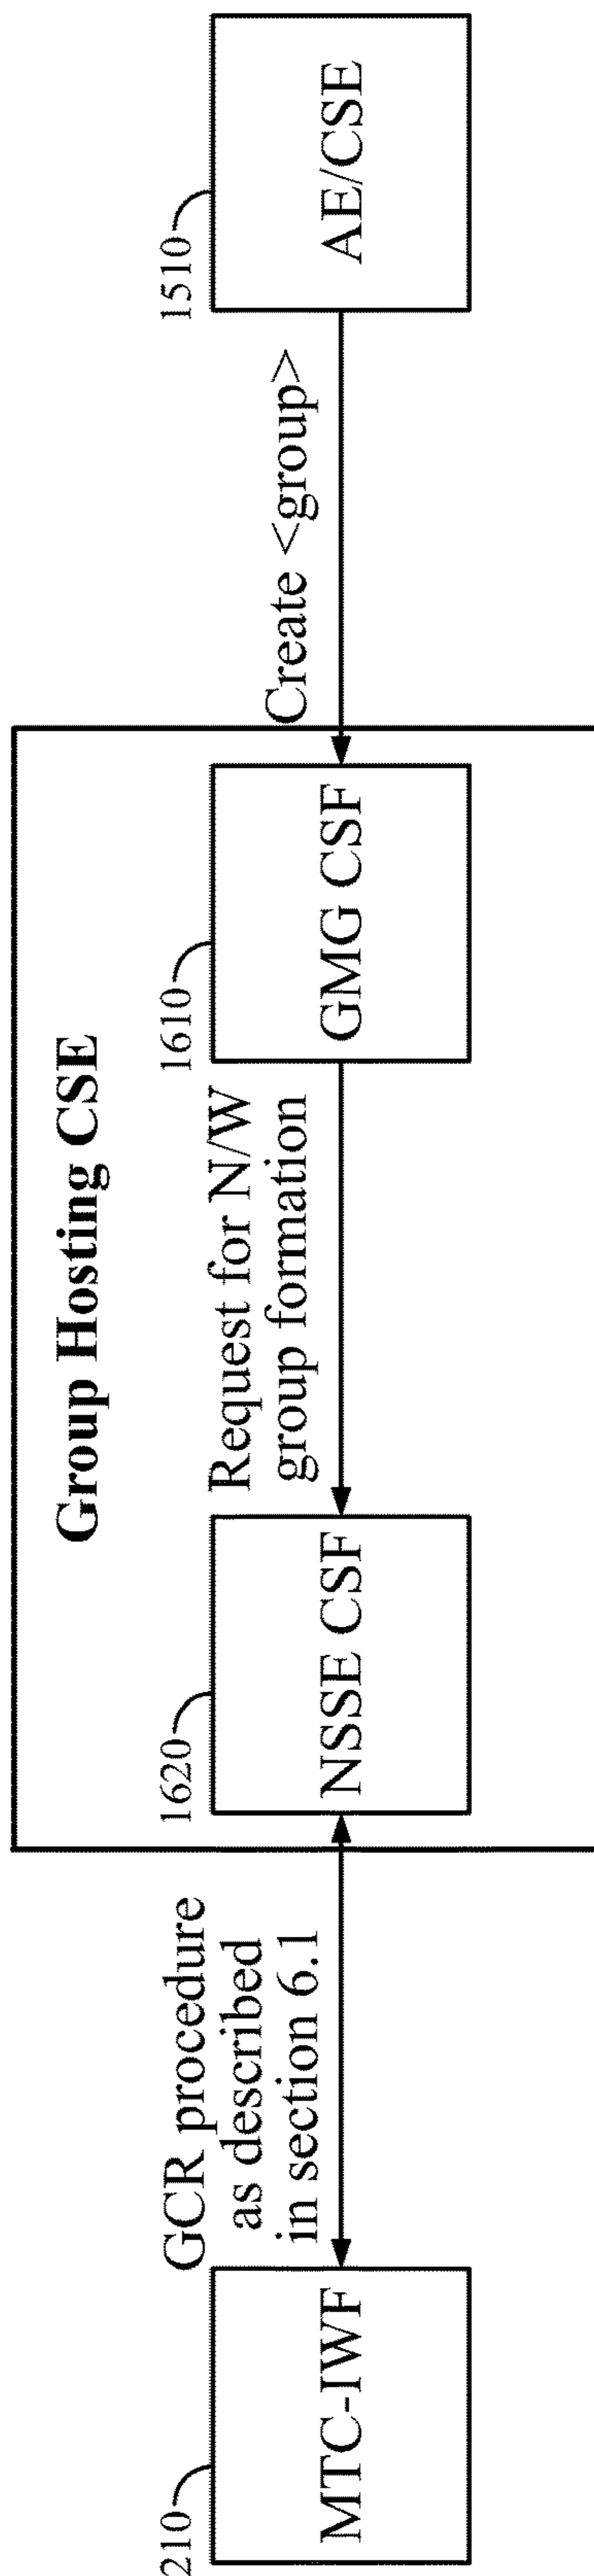 Group Hosting CSE
210
MTC-IWF
GCR procedure
as described
in section 6.1
1620
NSSE CSF
Request for N/W
group formation
1610
GMG CSF
Create <group>
1510
AE/CSE